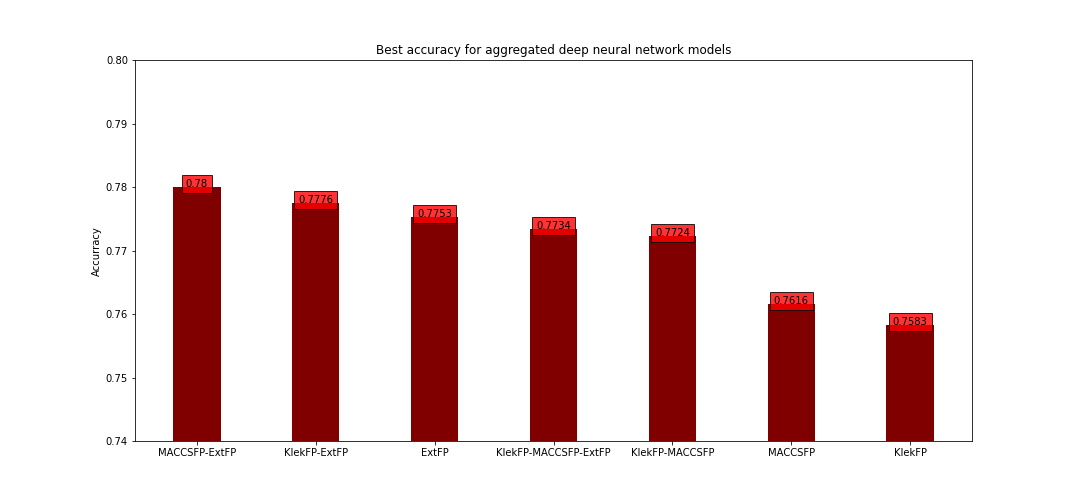 Best accuracy for aggregated deep neural network models
0.80
0.79
0.78
0.77
0.76
0.75
0.74
Accurracy
0.78
0.7776
0.7753
0.7734
0.7724
0.7616
0.7583
MACCSFP-ExtFP
KlekFP-ExtFP
ExtFP
KlekFP-MACCSFP-ExtFP
KlekFP-MACCSFP
MACCSFP
KlekFP